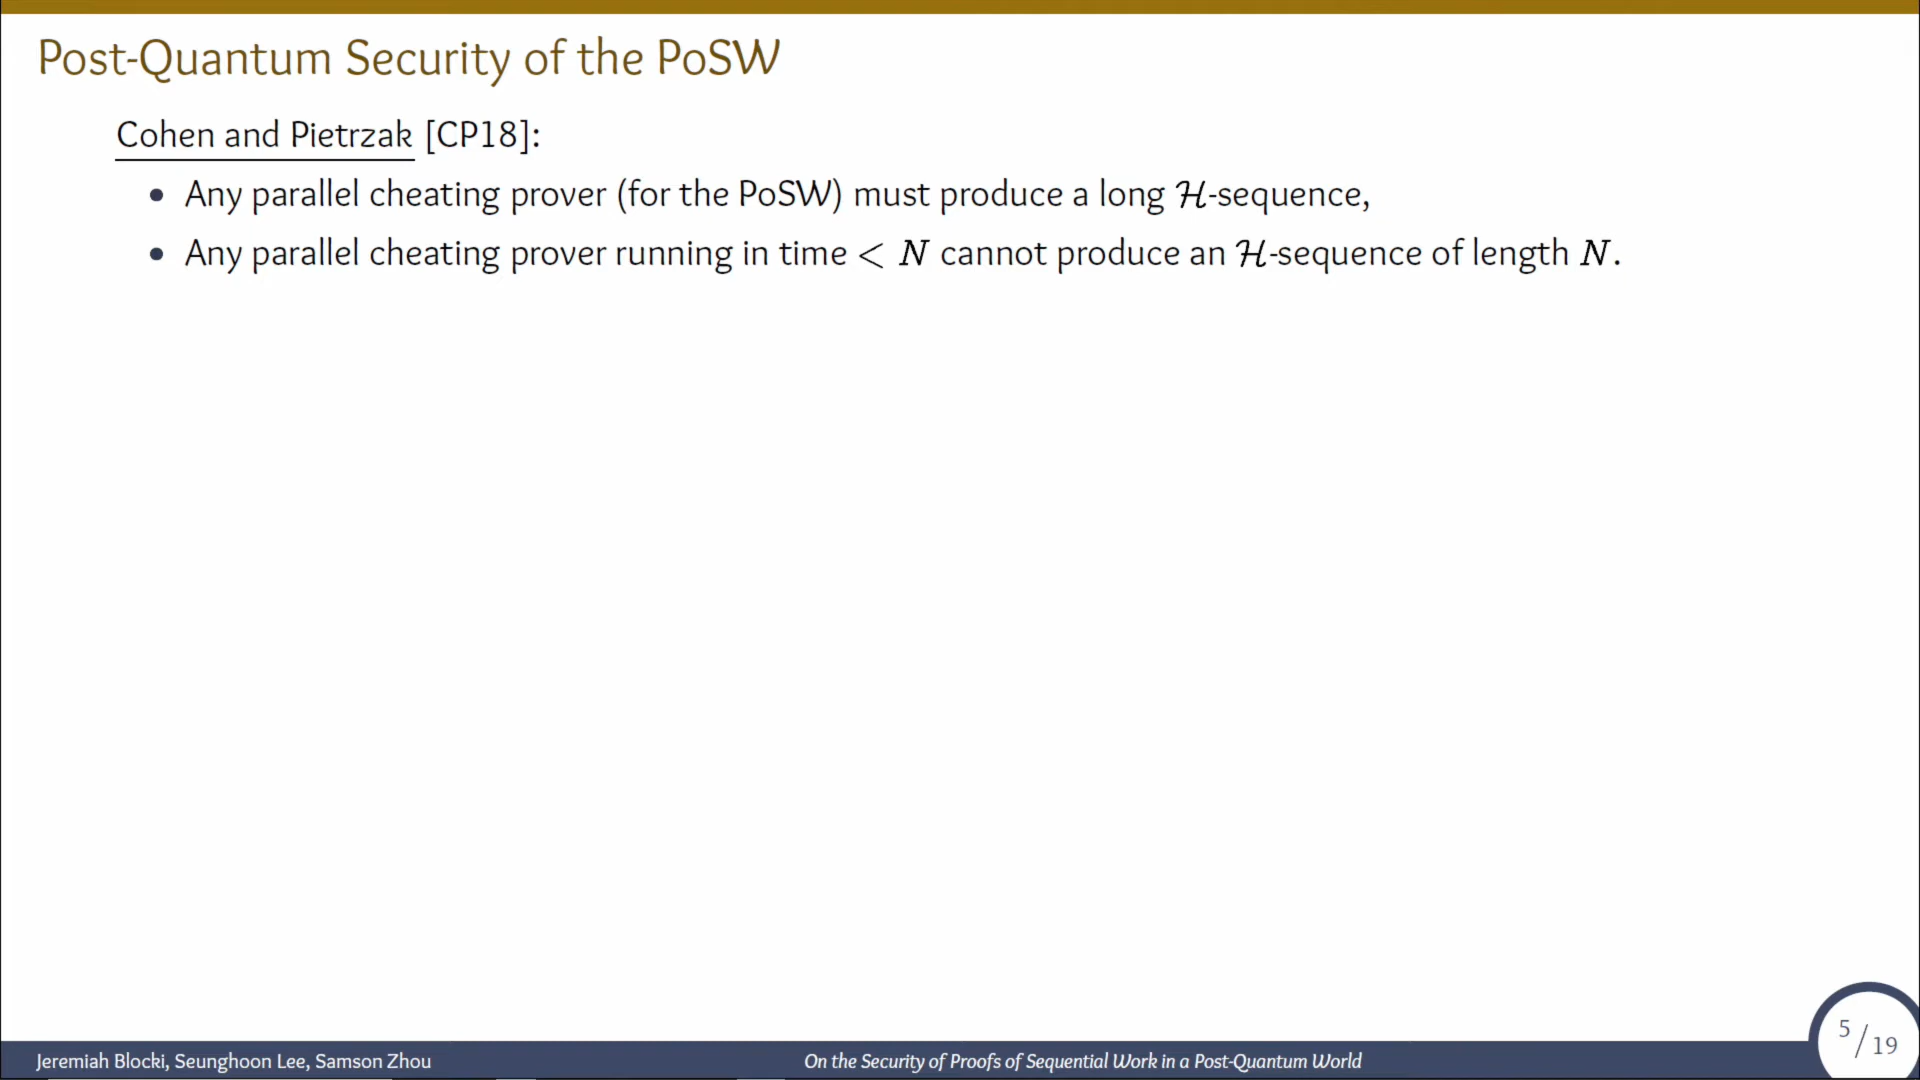 Post-Quantum Security of the PoSW
Cohen and Pietrzak [CP18]:
• Any parallel cheating prover (for the PoSW) must produce a long ℋ-sequence,
• Any parallel cheating prover running in time < N cannot produce an ℋ-sequence of length N.
5/19
Jeremiah Blocki, Seunghoon Lee, Samson Zhou
On the Security of Proofs of Sequential Work in a Post-Quantum World